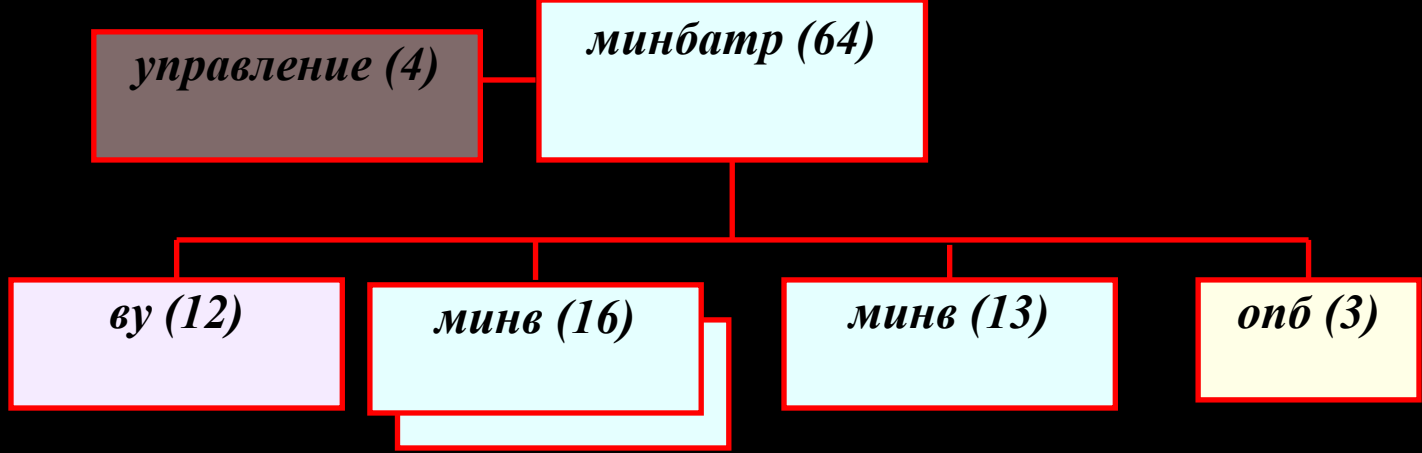 минбатр (64)
управление (4)
ву (12)
минв (16)
минв (13)
опб (3)